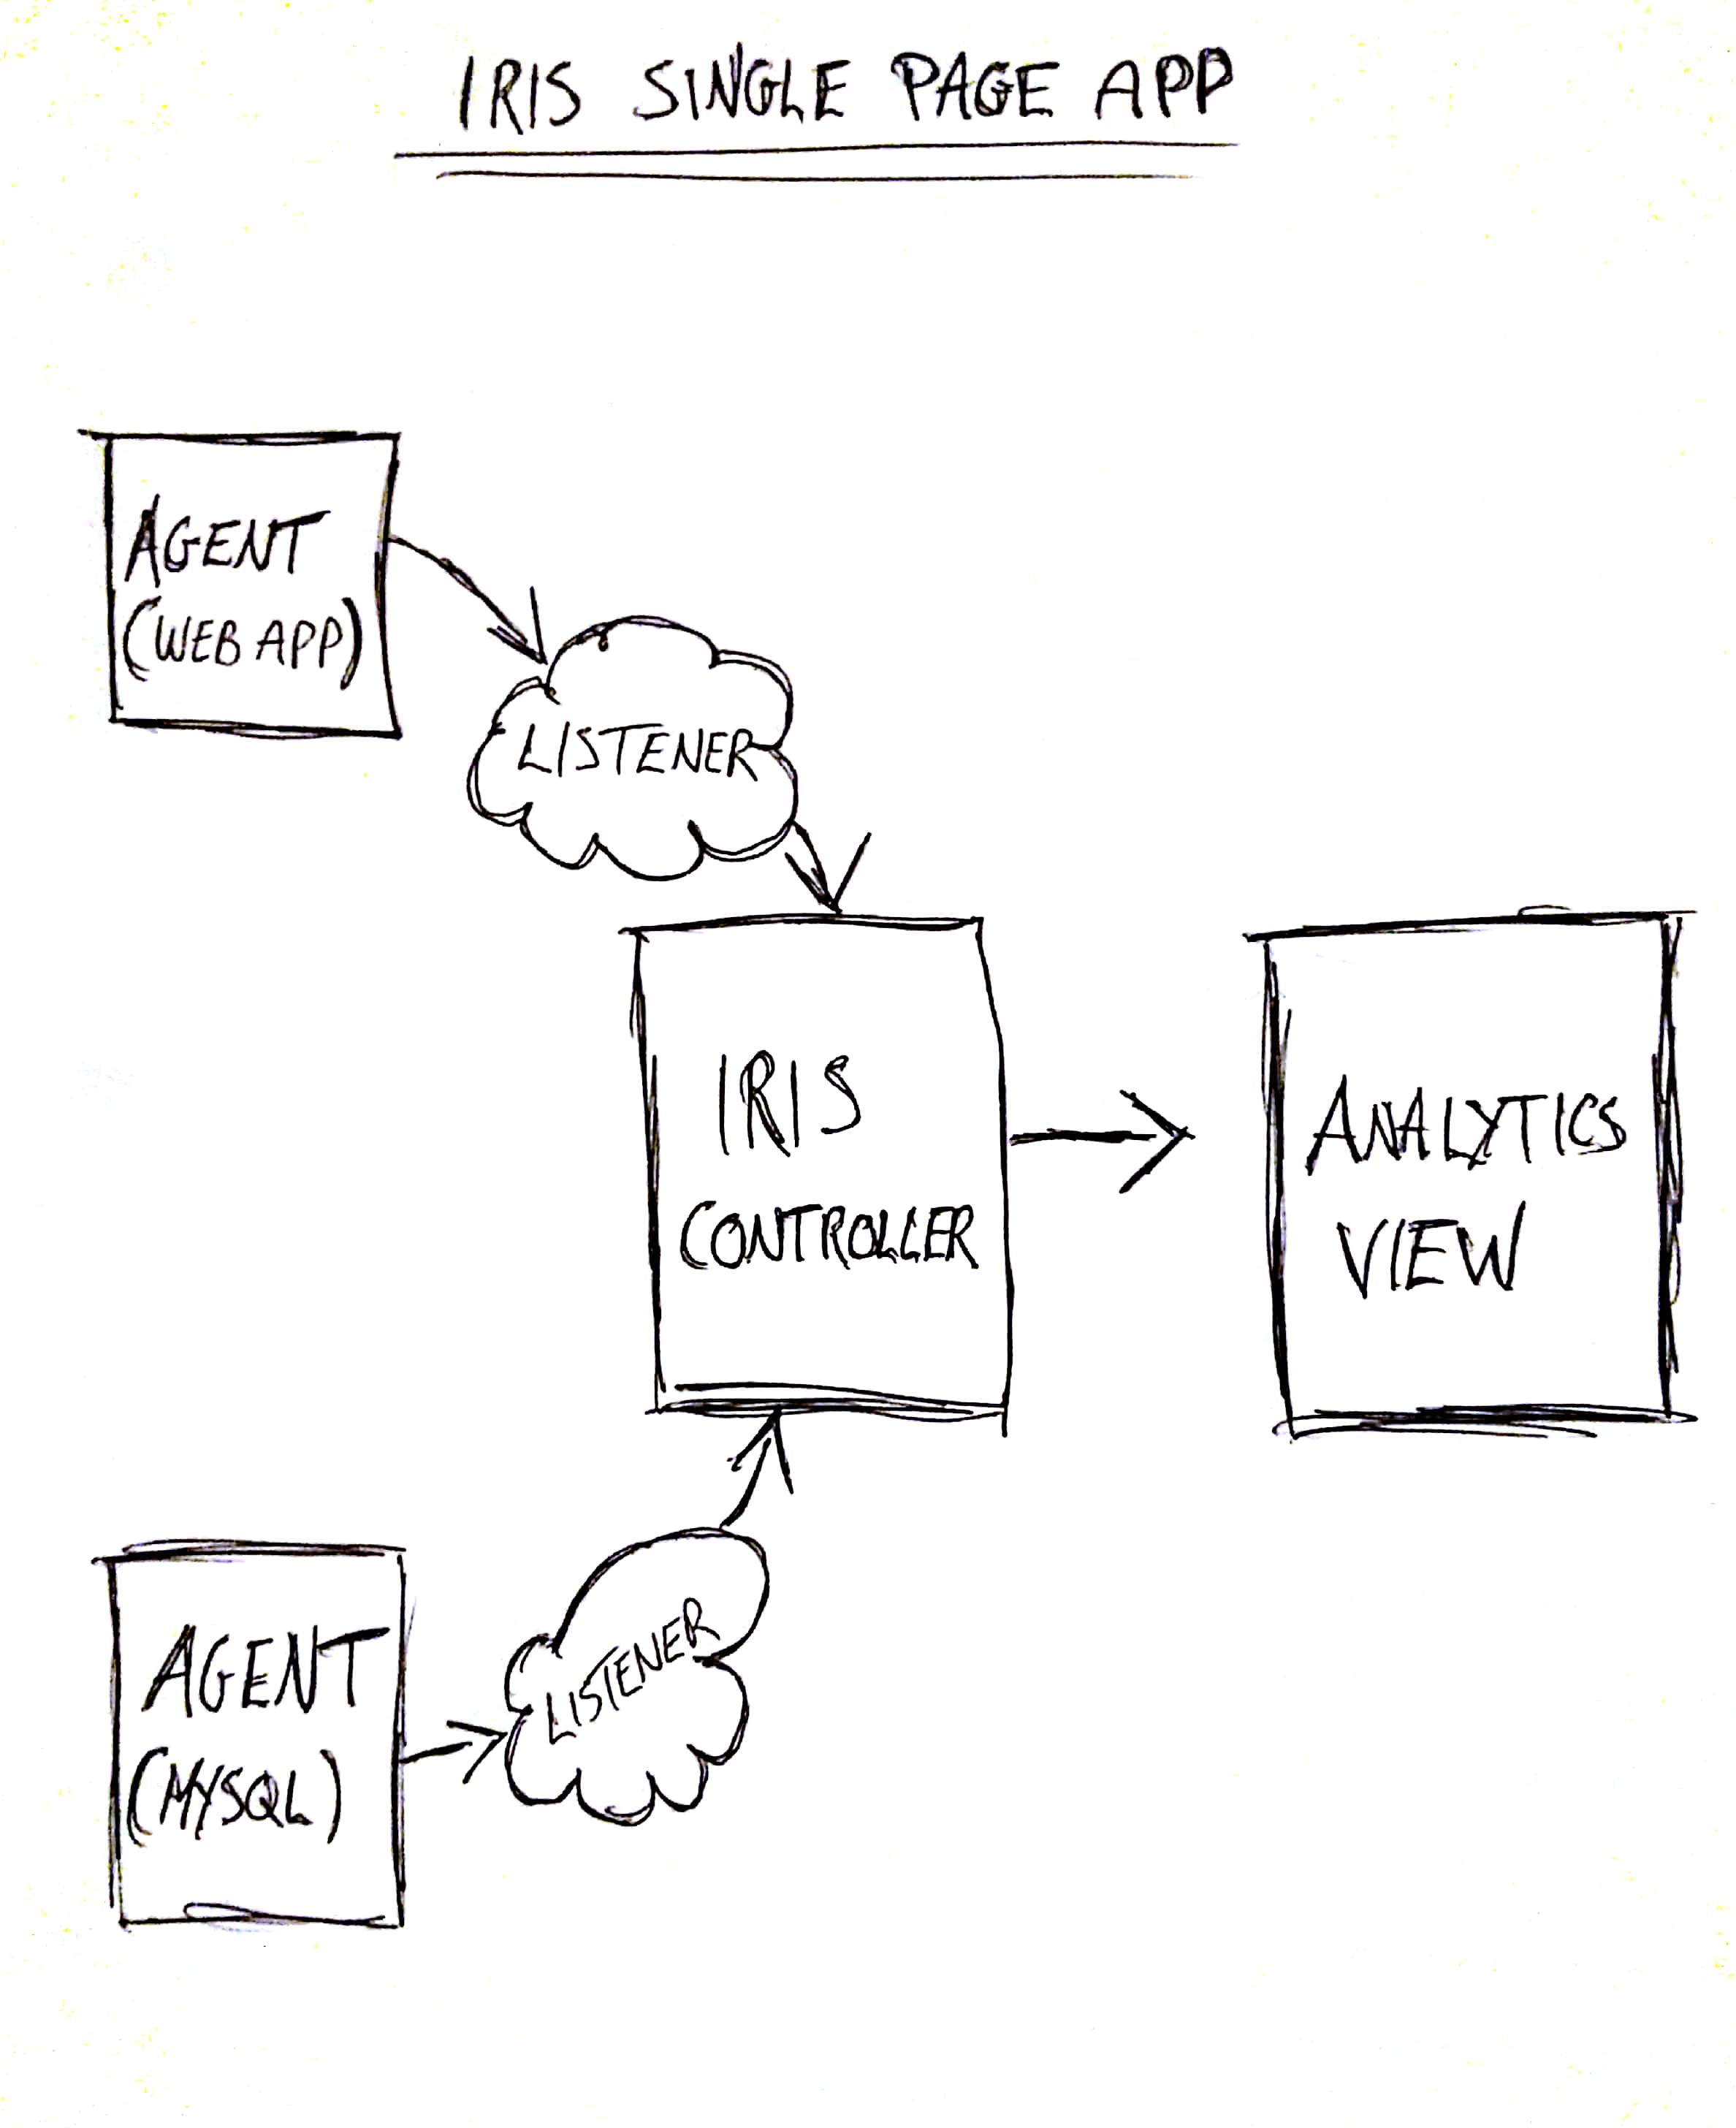 IRIS SINGLE PAGE APP
AGENT
(WEB APP)
LISTENER
IRIS
CONTROLLER
ANALYTICS
VIEW
LISTENER
AGENT
(MYSQL)